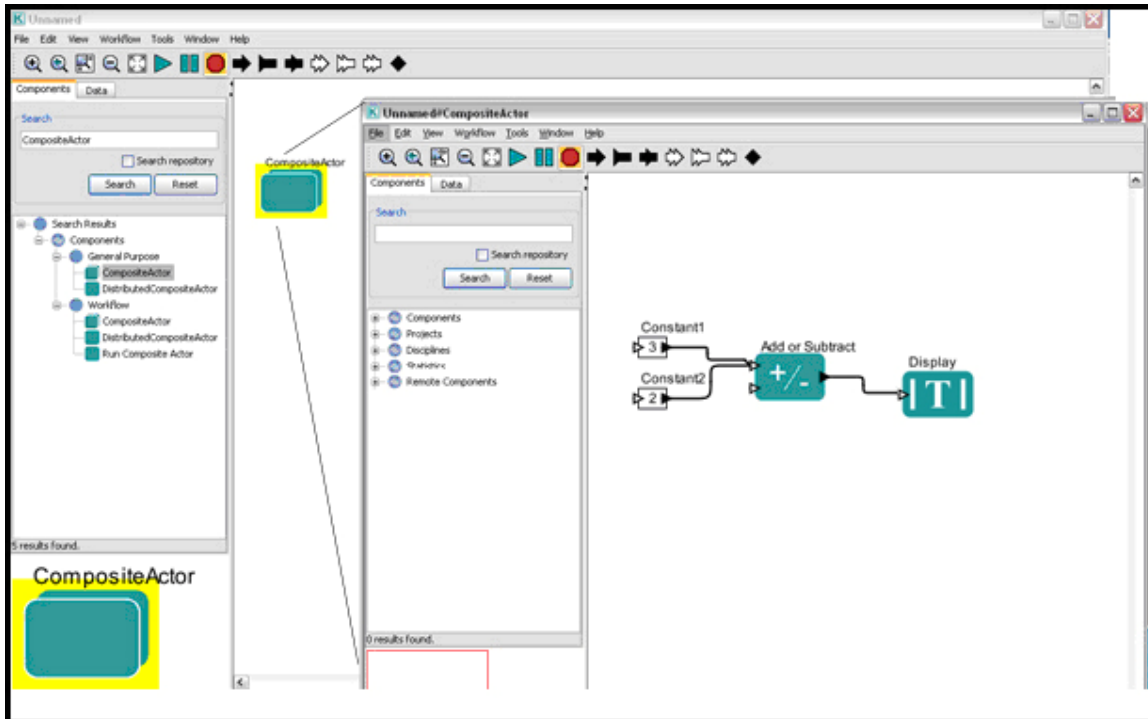 K Unnamed
File Edit View Workflow Tools Window Help
Components Data
Search
CompositeActor
Search repository
Search Reset
Search Results
Components
General Purpose
CompositeActor
DistributedCompositeActor
Workflow
CompositeActor
DistributedCompositeActor
Run Composite Actor
5 results found.
CompositeActor
CompositeActor
K Unnamed#CompositeActor
File Edit View Workflow Tools Window Help
Components Data
Search
Search repository
Search Reset
Components
Projects
Disciplines
Statistics
Remote Components
0 results found.
Constant1
3
Constant2
2
Add or Subtract
+/-
Display
T